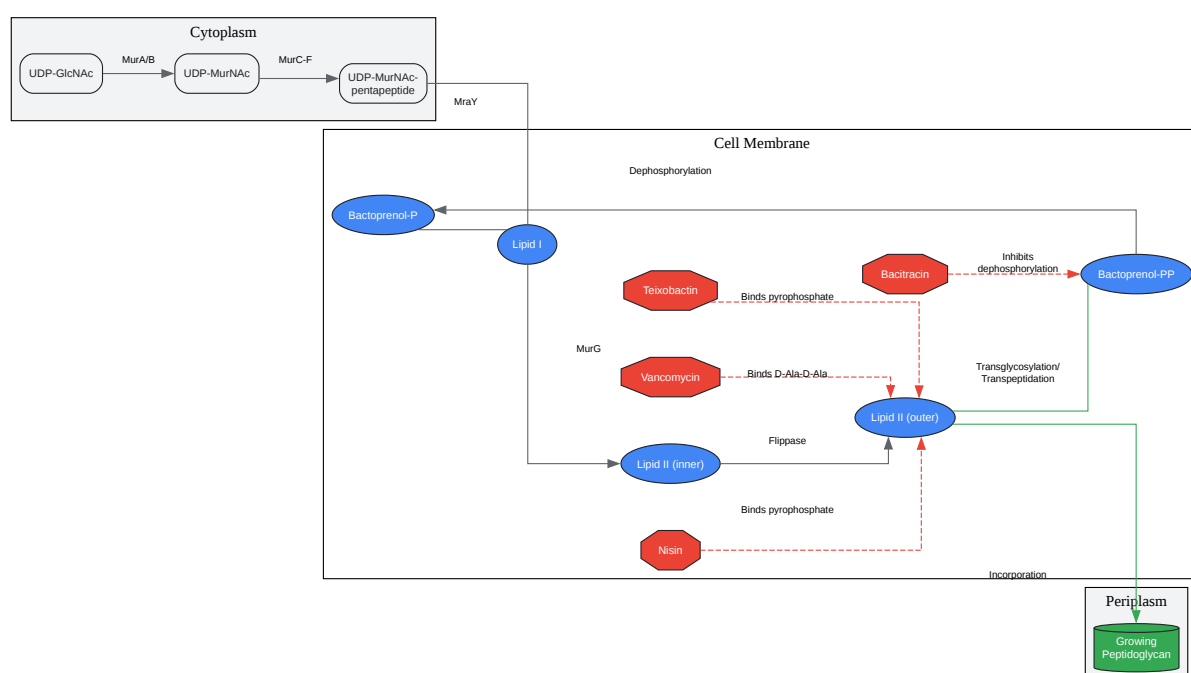 Cytoplasm
MurA/B
MurC-F
UDP-GlcNAc
UDP-MurNAc
UDP-MurNAc-
pentapeptide
MraY
Cell Membrane
Dephosphorylation
Bactoprenol-P
Lipid I
Inhibits
dephosphorylation
Bacitracin
Bactoprenol-PP
Teixobactin
Binds pyrophosphate
MurG
Transglycosylation/
Transpeptidation
Vancomycin
Binds D-Ala-D-Ala
Lipid II (outer)
Flippase
Lipid II (inner)
Binds pyrophosphate
Nisin
Incorporation
Periplasm
Growing
Peptidoglycan